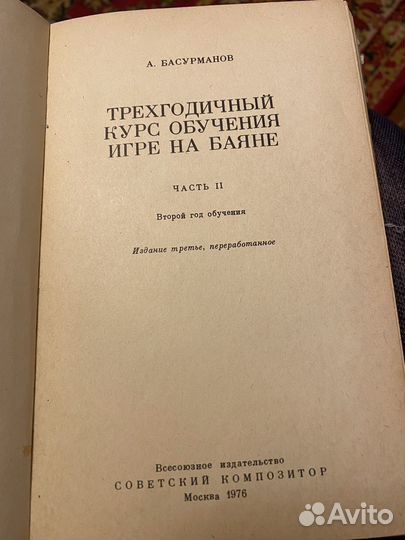 А. БАСУРМАНОВ
ТРЕХГОДИЧНЫЙ
КУРС ОБУЧЕНИЯ
ИГРЕ НА БАЯНЕ
ЧАСТЬ II
Второй год обучения
Издание третье, переработанное
Всесоюзное издательство
СОВЕТСКИЙ КОМПОЗИТОР
Москва 1976
Avito